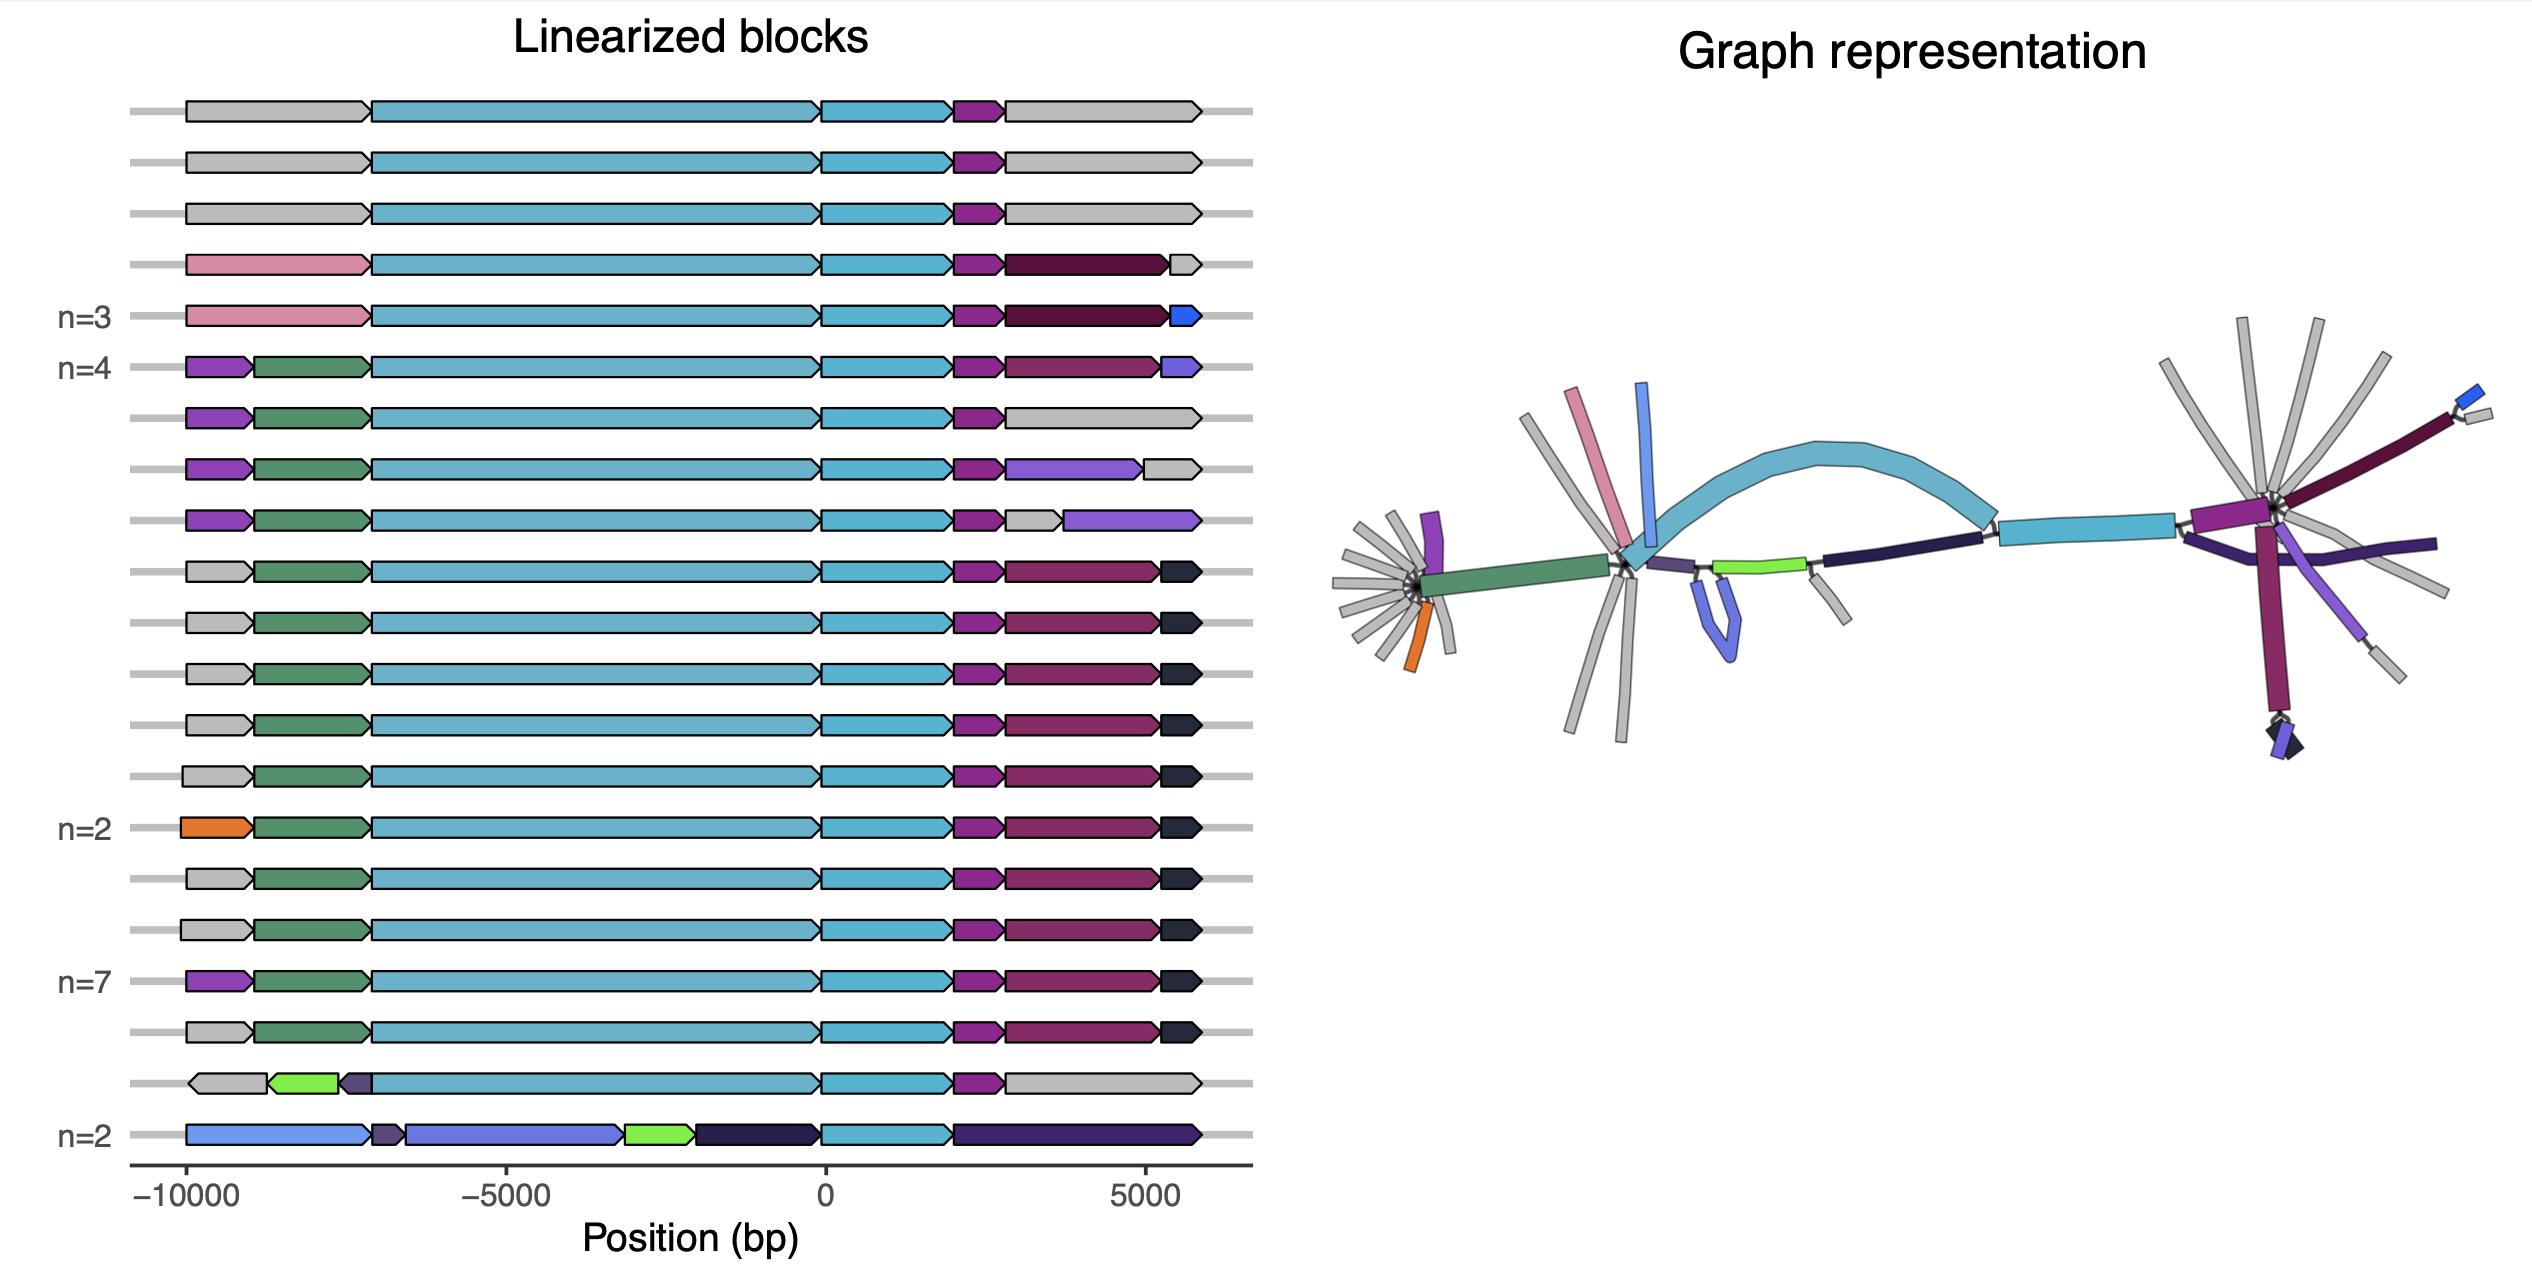 Linearized blocks
Graph representation
n=3
n=4
n=2
n=7
n=2
−10000 −5000 0 5000
Position (bp)